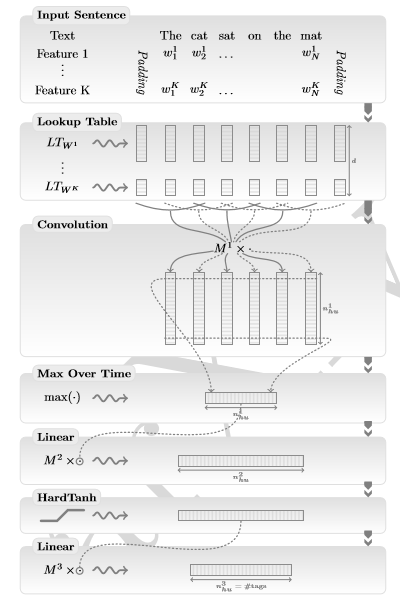 Input Sentence
Text The cat sat on the mat
Feature 1 w_1^1 w_2^1 ... w_N^1
⋮
Feature K w_1^K w_2^K ... w_N^K
Padding
Padding
Lookup Table
LT_{W^1}
d
⋮
LT_{W^K}
Convolution
M^1 × ·
n_{hu}^1
Max Over Time
max(·)
n_{hu}^1
Linear
M^2 × ⊙
n_{hu}^2
HardTanh
Linear
M^3 × ⊙
n_{hu}^3 = #tags